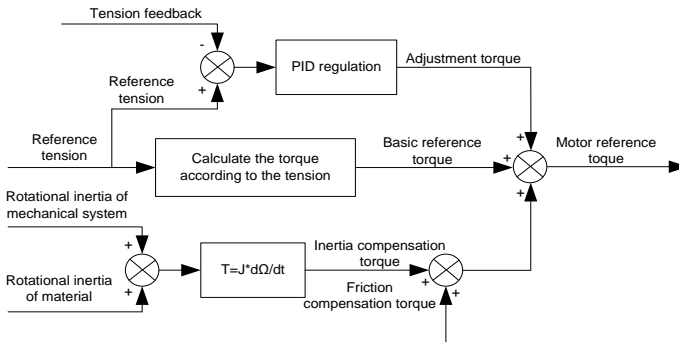 Tension feedback
-
+
PID regulation
Adjustment torque
Reference
tension
Reference
tension
Calculate the torque
according to the tension
Basic reference
torque
+
+
+
Motor reference
toque
Rotational inertia of
mechanical system
+
+
Rotational inertia
of material
T=J*dΩ/dt
Inertia compensation
torque
Friction
compensation torque
+
+